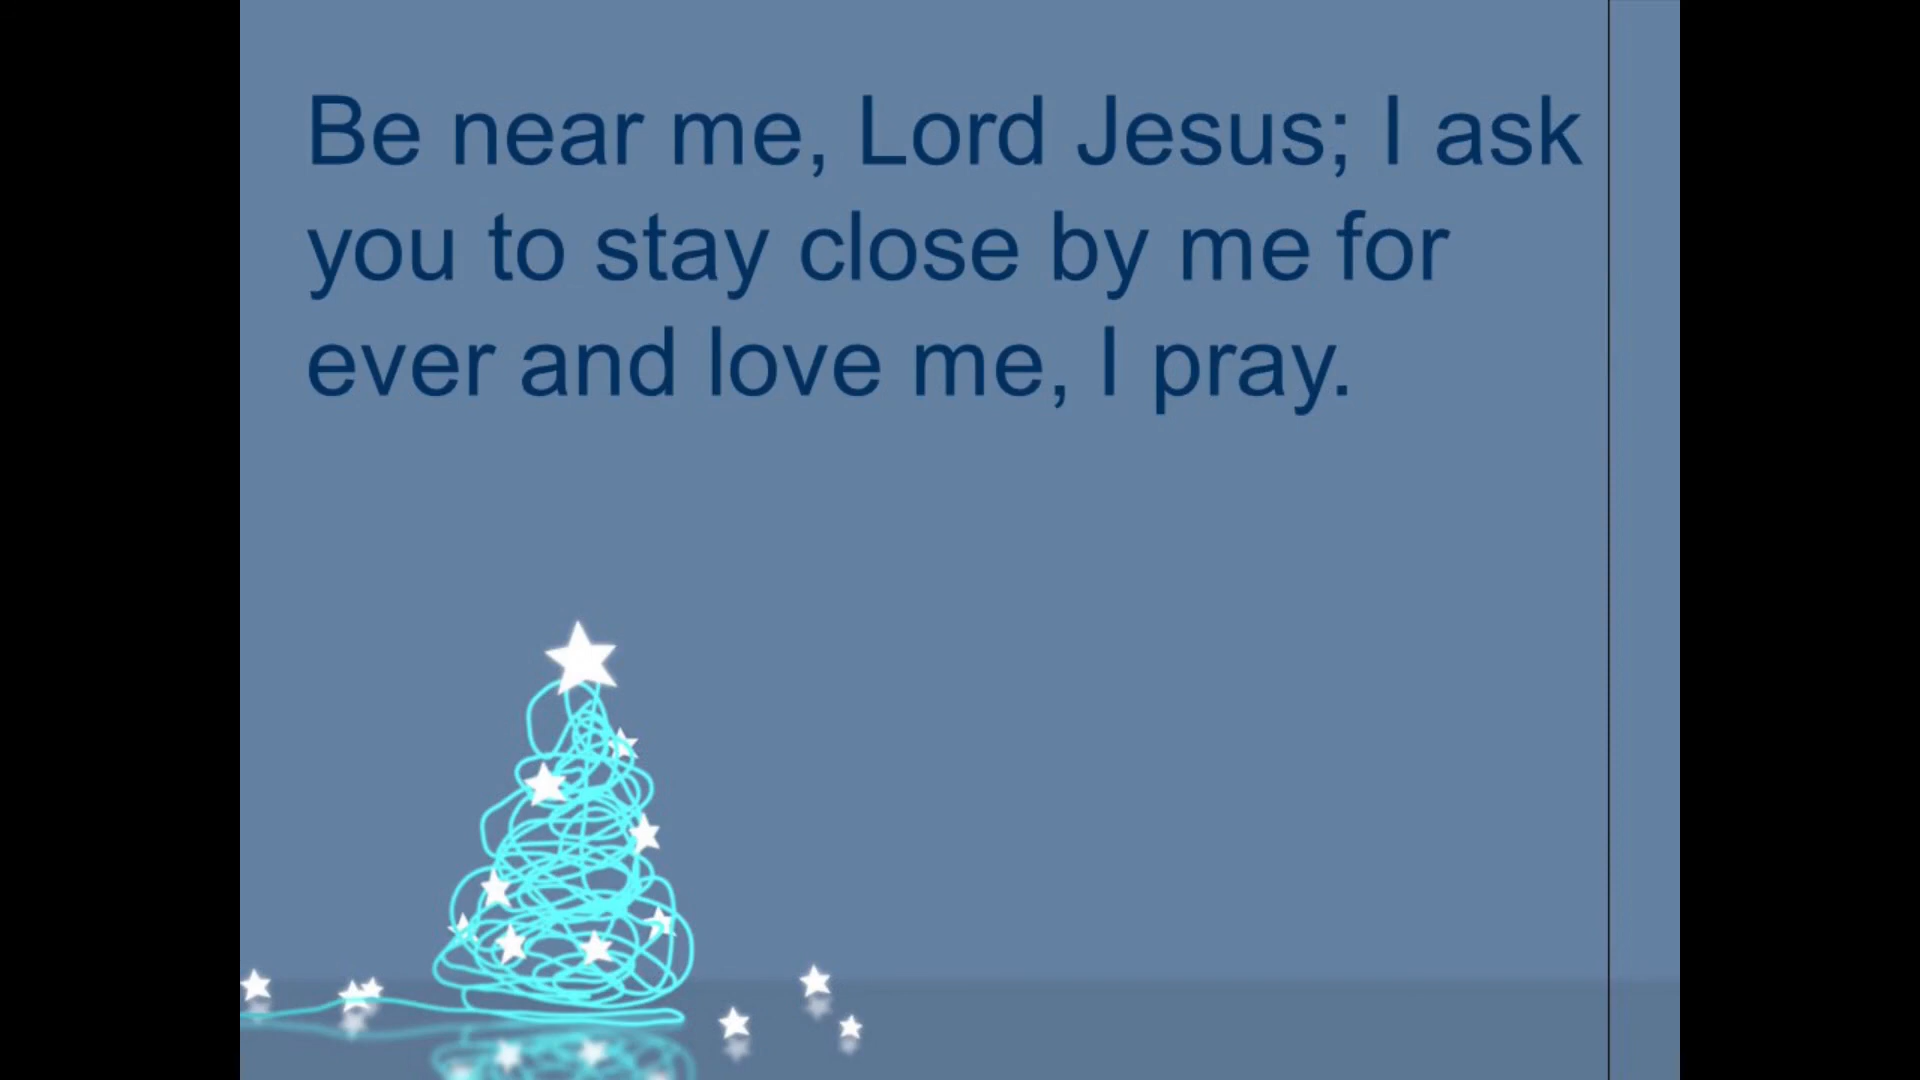 Be near me, Lord Jesus; I ask
you to stay close by me for
ever and love me, I pray.